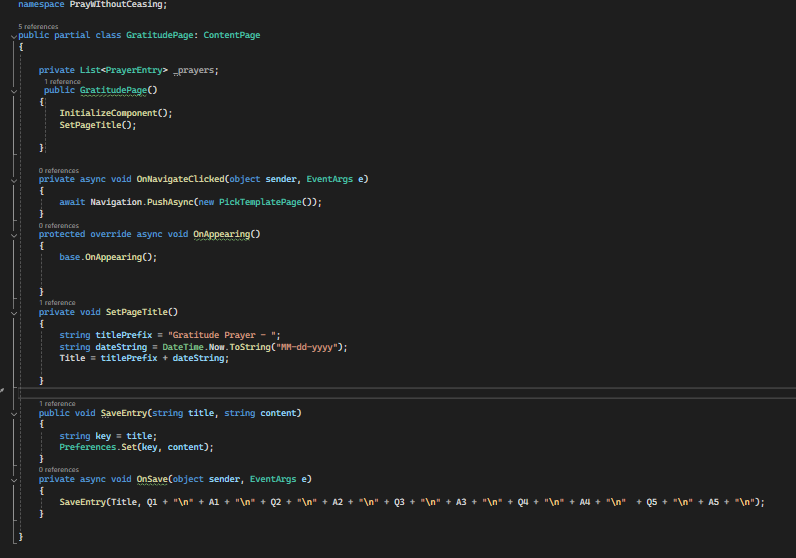 namespace PrayWIthoutCeasing;
5 references
public partial class GratitudePage: ContentPage
{
private List<PrayerEntry> _prayers;
1 reference
public GratitudePage()
{
InitializeComponent();
SetPageTitle();
}
0 references
private async void OnNavigateClicked(object sender, EventArgs e)
{
await Navigation.PushAsync(new PickTemplatePage());
}
0 references
protected override async void OnAppearing()
{
base.OnAppearing();
}
1 reference
private void SetPageTitle()
{
string titlePrefix = "Gratitude Prayer - ";
string dateString = DateTime.Now.ToString("MM-dd-yyyy");
Title = titlePrefix + dateString;
}
1 reference
public void SaveEntry(string title, string content)
{
string key = title;
Preferences.Set(key, content);
}
0 references
private async void OnSave(object sender, EventArgs e)
{
SaveEntry(Title, Q1 + "\n" + A1 + "\n" + Q2 + "\n" + A2 + "\n" + Q3 + "\n" + A3 + "\n" + Q4 + "\n" + A4 + "\n"  + Q5 + "\n" + A5 + "\n");
}
}